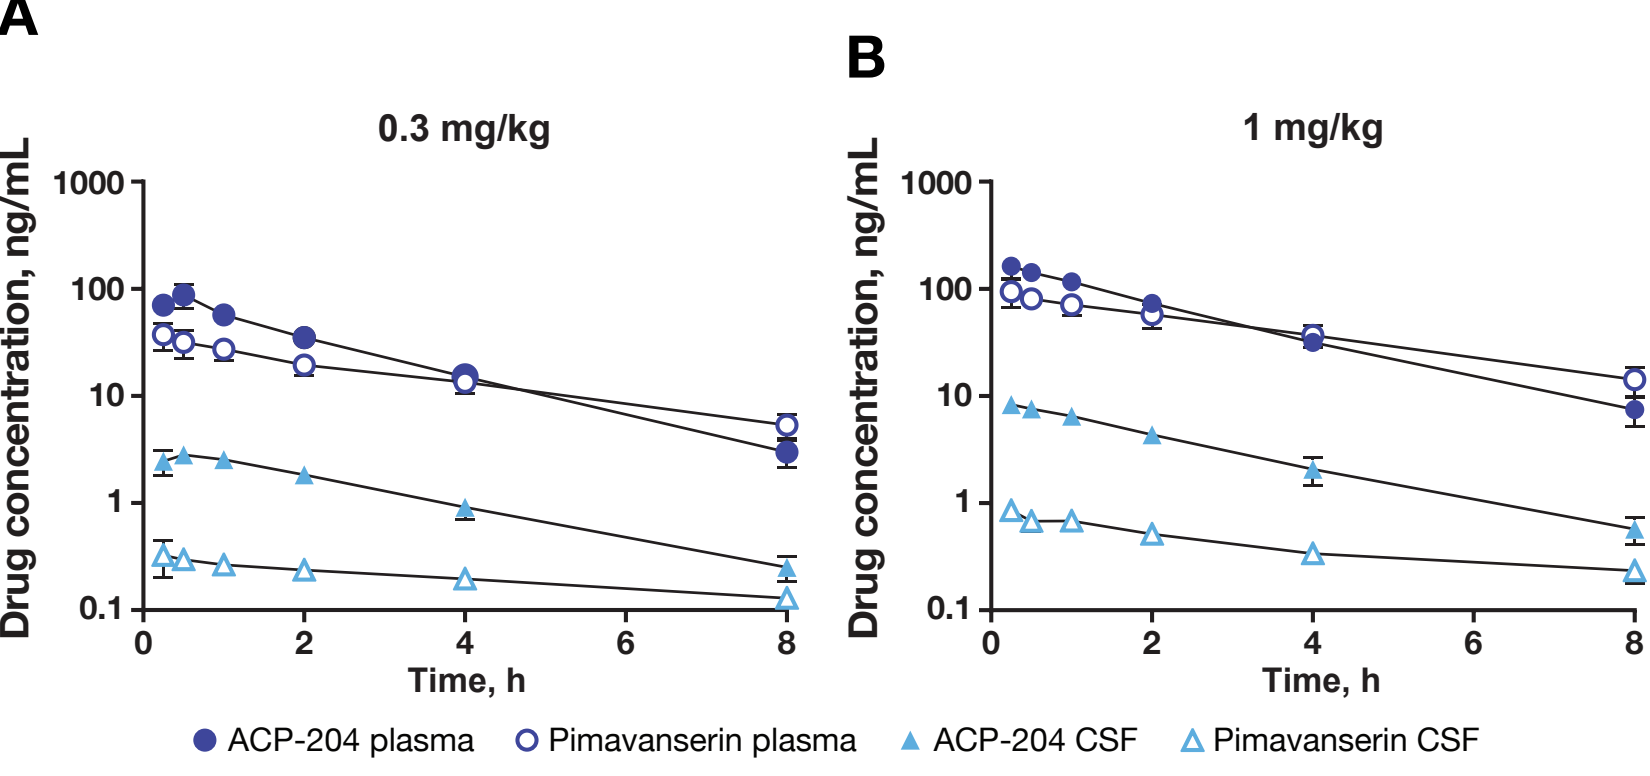 A
B
0.3 mg/kg
1 mg/kg
Drug concentration, ng/mL
1000
100
10
1
0.1
0 2 4 6 8
Time, h
Drug concentration, ng/mL
1000
100
10
1
0.1
0 2 4 6 8
Time, h
ACP-204 plasma Pimavanserin plasma ACP-204 CSF Pimavanserin CSF